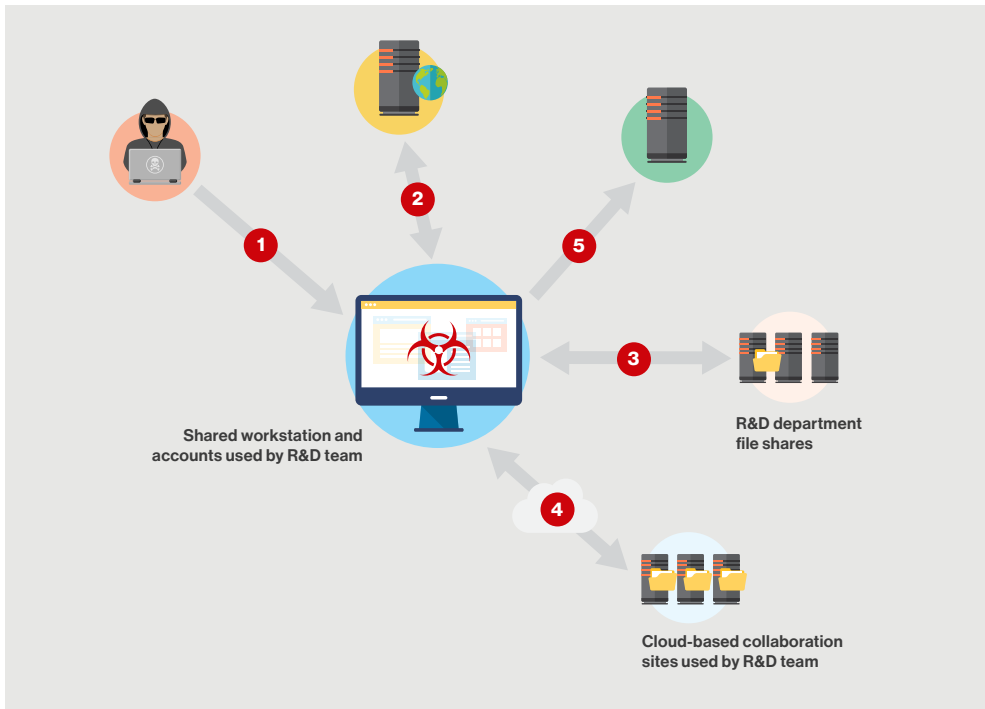 2
1
5
3
R&D department
file shares
Shared workstation and
accounts used by R&D team
4
Cloud-based collaboration
sites used by R&D team